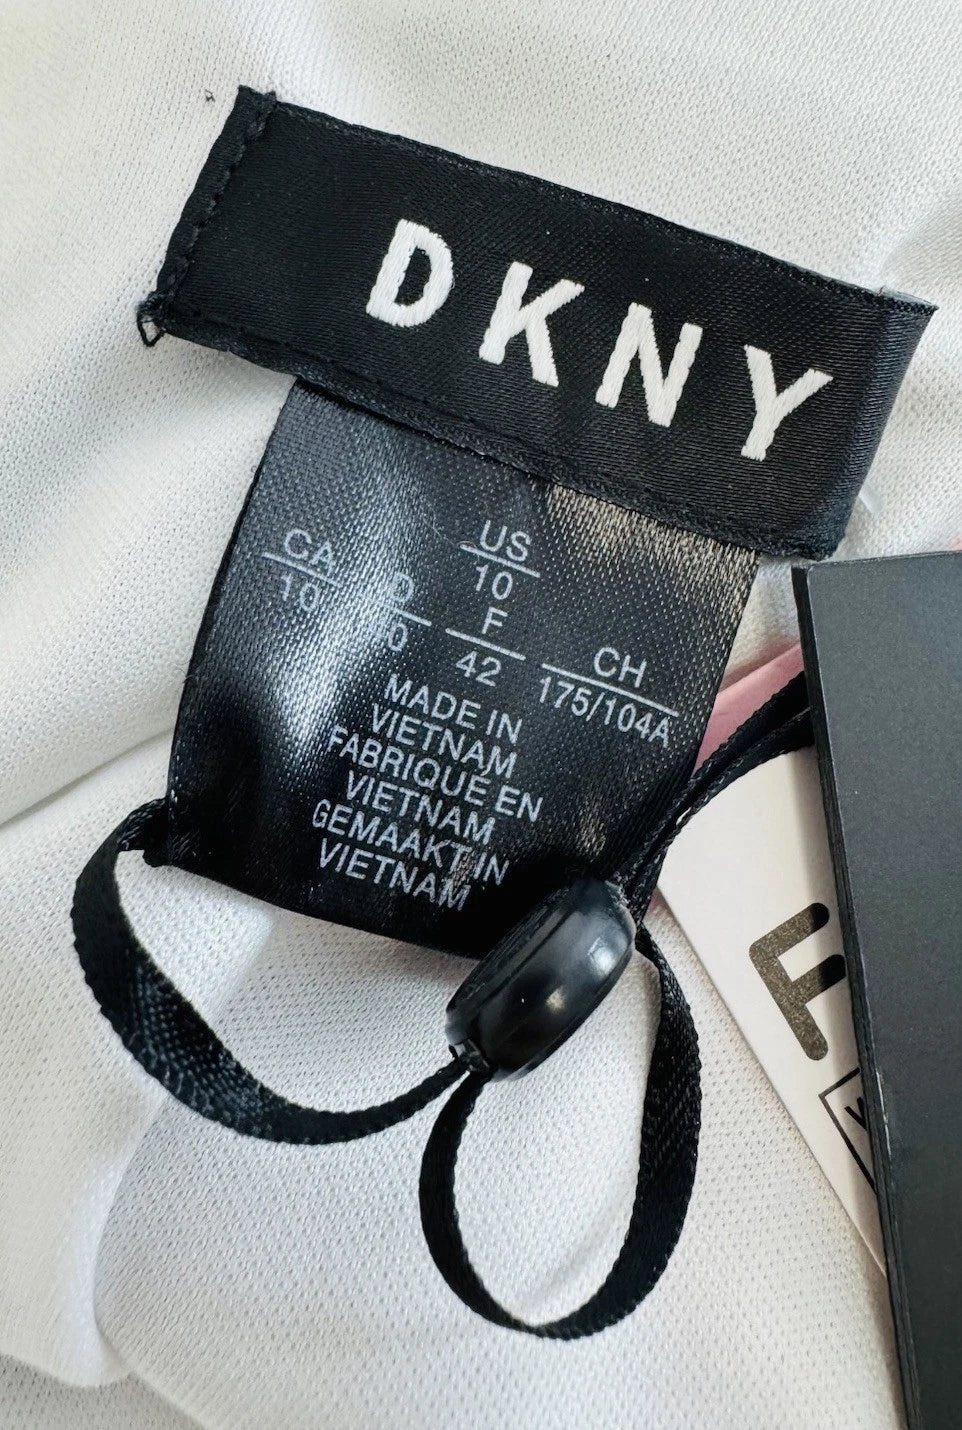 DKNY
US
CA 10
10 D F
42 CH
175/104A
MADE IN
VIETNAM
FABRIQUÉ EN
VIETNAM
GEMAAKT IN
VIETNAM
F